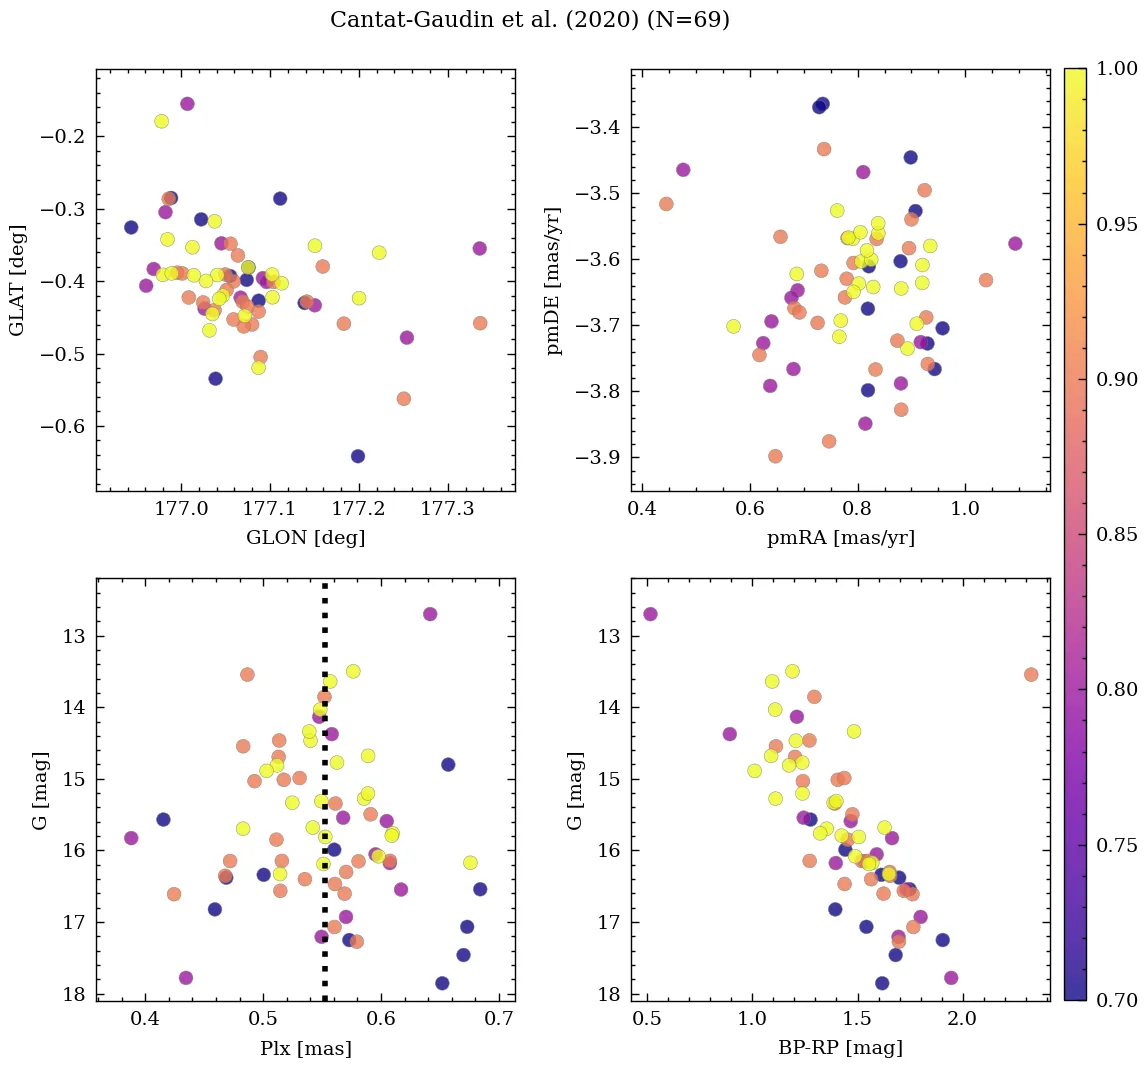 Cantat-Gaudin et al. (2020) (N=69)
−0.2
−0.3
−0.4
−0.5
−0.6
GLAT [deg]
177.0 177.1 177.2 177.3
GLON [deg]
−3.4
−3.5
−3.6
−3.7
−3.8
−3.9
pmDE [mas/yr]
0.4 0.6 0.8 1.0
pmRA [mas/yr]
13
14
15
16
17
18
G [mag]
0.4 0.5 0.6 0.7
Plx [mas]
13
14
15
16
17
18
G [mag]
0.5 1.0 1.5 2.0
BP-RP [mag]
1.00
0.95
0.90
0.85
0.80
0.75
0.70